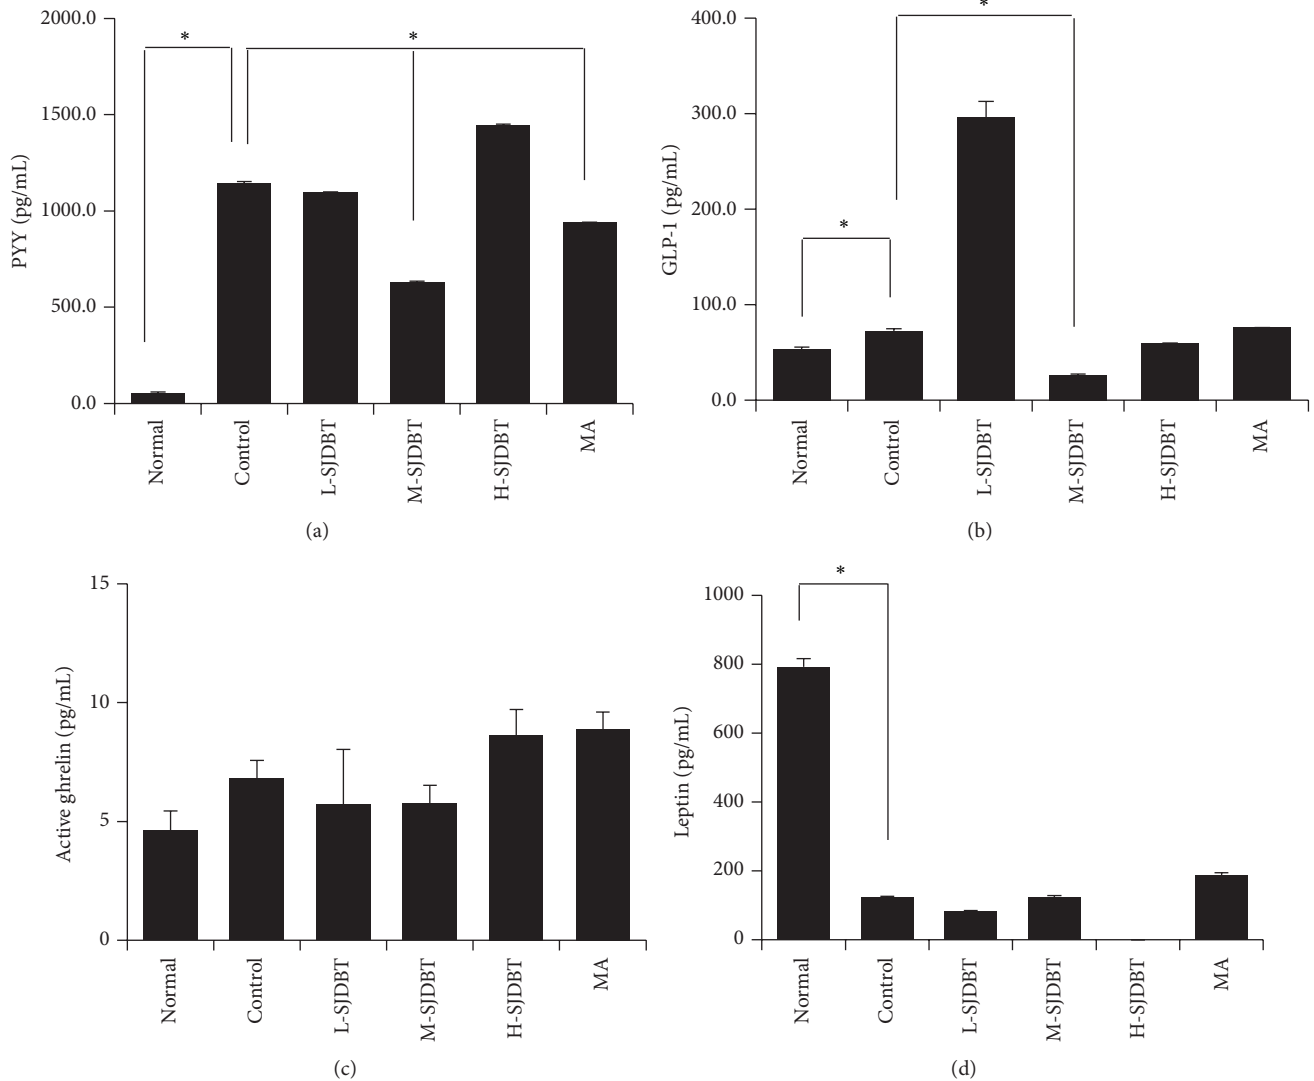 2000.0
1500.0
1000.0
500.0
0.0
PYY (pg/mL)
*
*
Normal
Control
L-SJDBT
M-SJDBT
H-SJDBT
MA
(a)
400.0
300.0
200.0
100.0
0.0
GLP-1 (pg/mL)
*
*
Normal
Control
L-SJDBT
M-SJDBT
H-SJDBT
MA
(b)
15
10
5
0
Active ghrelin (pg/mL)
Normal
Control
L-SJDBT
M-SJDBT
H-SJDBT
MA
(c)
1000
800
600
400
200
0
Leptin (pg/mL)
*
Normal
Control
L-SJDBT
M-SJDBT
H-SJDBT
MA
(d)